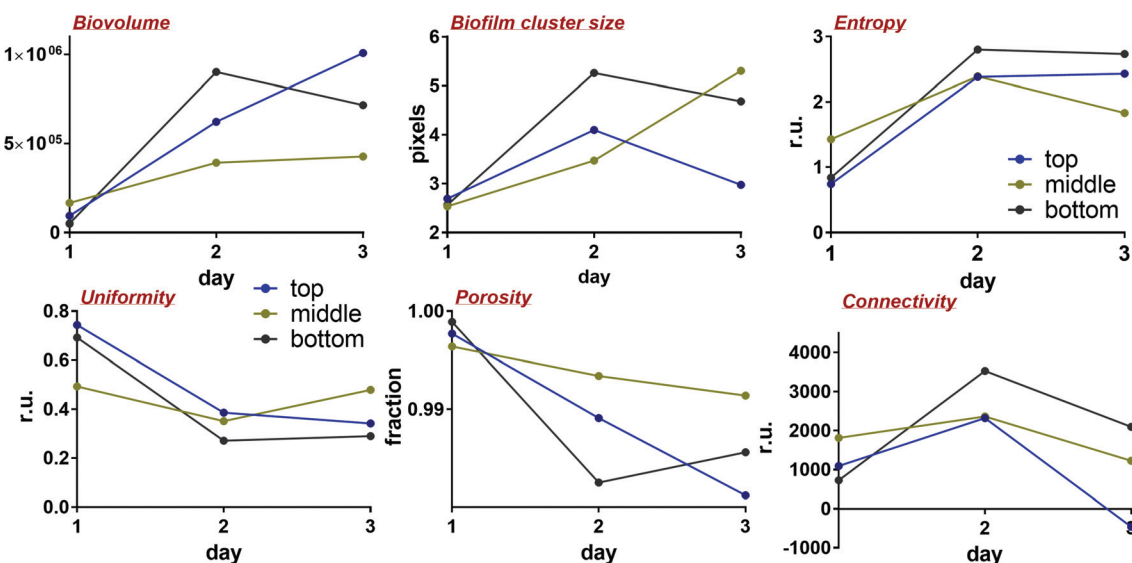 Biovolume
1×10^06
5×10^05
0
1
2
3
day
Biofilm cluster size
pixels
6
5
4
3
2
1
2
3
day
Entropy
r.u.
3
2
1
0
1
2
3
day
top
middle
bottom
Uniformity
r.u.
0.8
0.6
0.4
0.2
0.0
1
2
3
day
top
middle
bottom
Porosity
fraction
1.00
0.99
1
2
3
day
Connectivity
r.u.
4000
3000
2000
1000
0
-1000
2
3
day